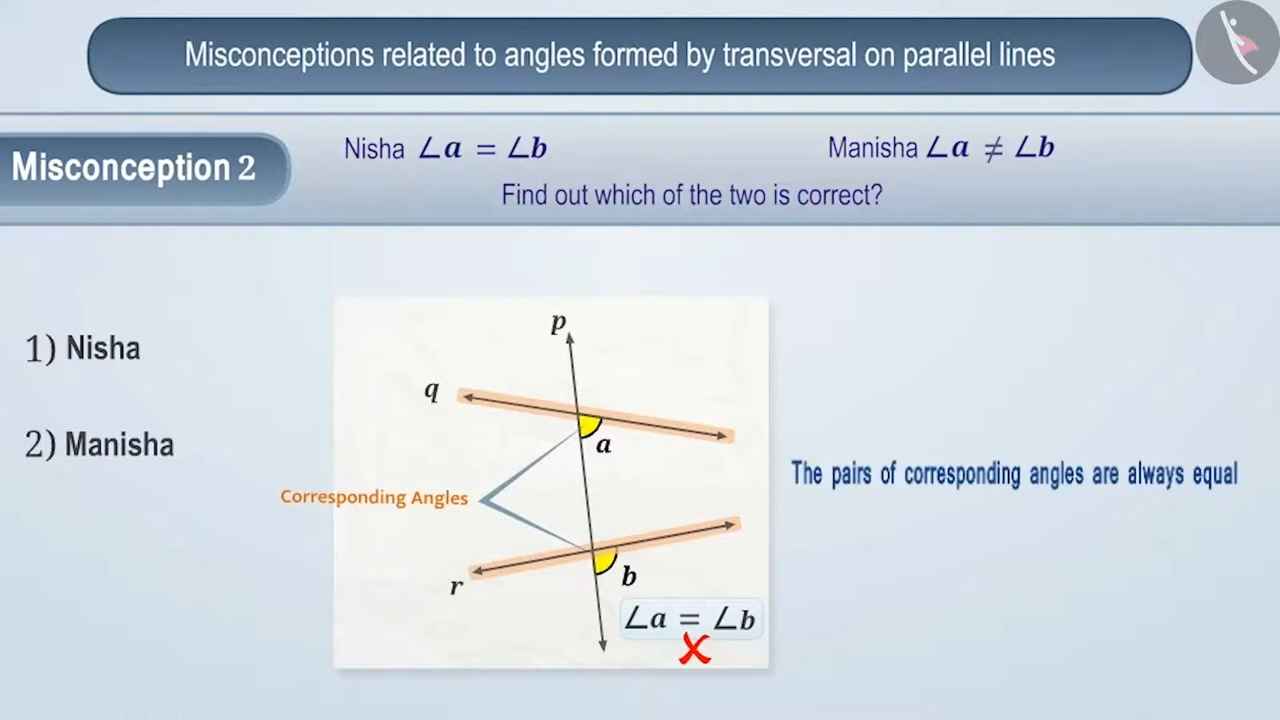 Misconceptions related to angles formed by transversal on parallel lines
Misconception 2
Nisha ∠a = ∠b
Manisha ∠a ≠ ∠b
Find out which of the two is correct?
1) Nisha
2) Manisha
p
q
a
Corresponding Angles
r
b
∠a = ∠b
The pairs of corresponding angles are always equal